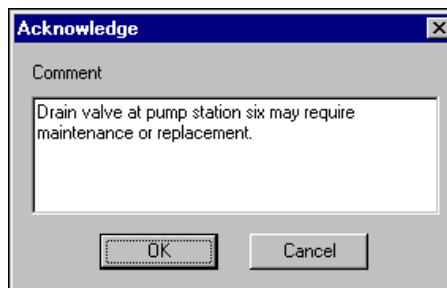 Acknowledge
Comment
Drain valve at pump station six may require
maintenance or replacement.
OK
Cancel